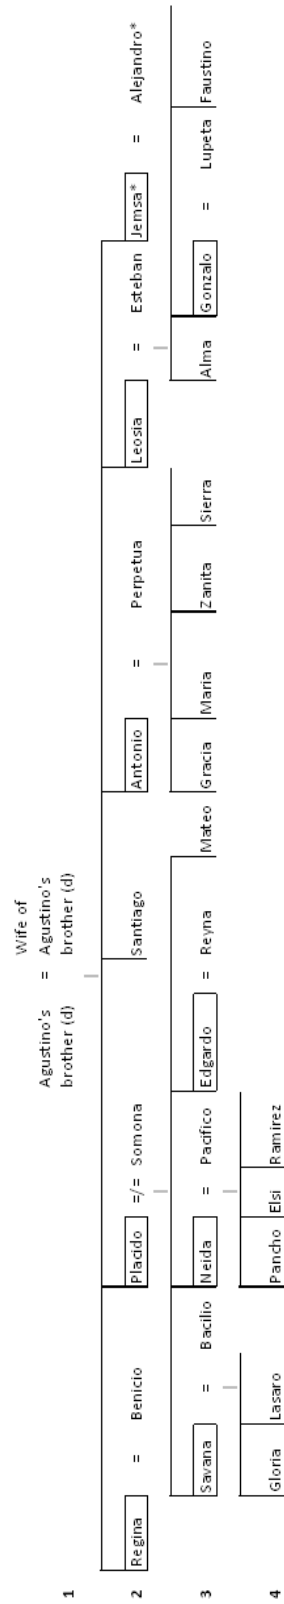 Wife of
Agustino's = Agustino's
brother (d) brother (d)
1
2
Regina = Benicio Placido =/= Somona Santiago Antonio = Perpetua Leosia = Esteban Jemsa* = Alejandro*
3
Savana = Bacilio Neida = Pacifico Edgardo = Reyna Mateo Gracia Maria Zanita Sierra Alma Gonzalo = Lupeta Faustino
4
Gloria Lasaro Pancho Elsi Ramirez